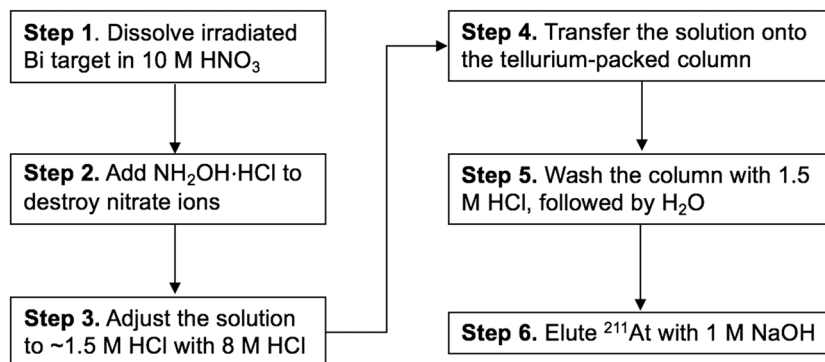 Step 1. Dissolve irradiated
Bi target in 10 M HNO₃
Step 2. Add NH₂OH·HCl to
destroy nitrate ions
Step 3. Adjust the solution
to ~1.5 M HCl with 8 M HCl
Step 4. Transfer the solution onto
the tellurium-packed column
Step 5. Wash the column with 1.5
M HCl, followed by H₂O
Step 6. Elute ²¹¹At with 1 M NaOH